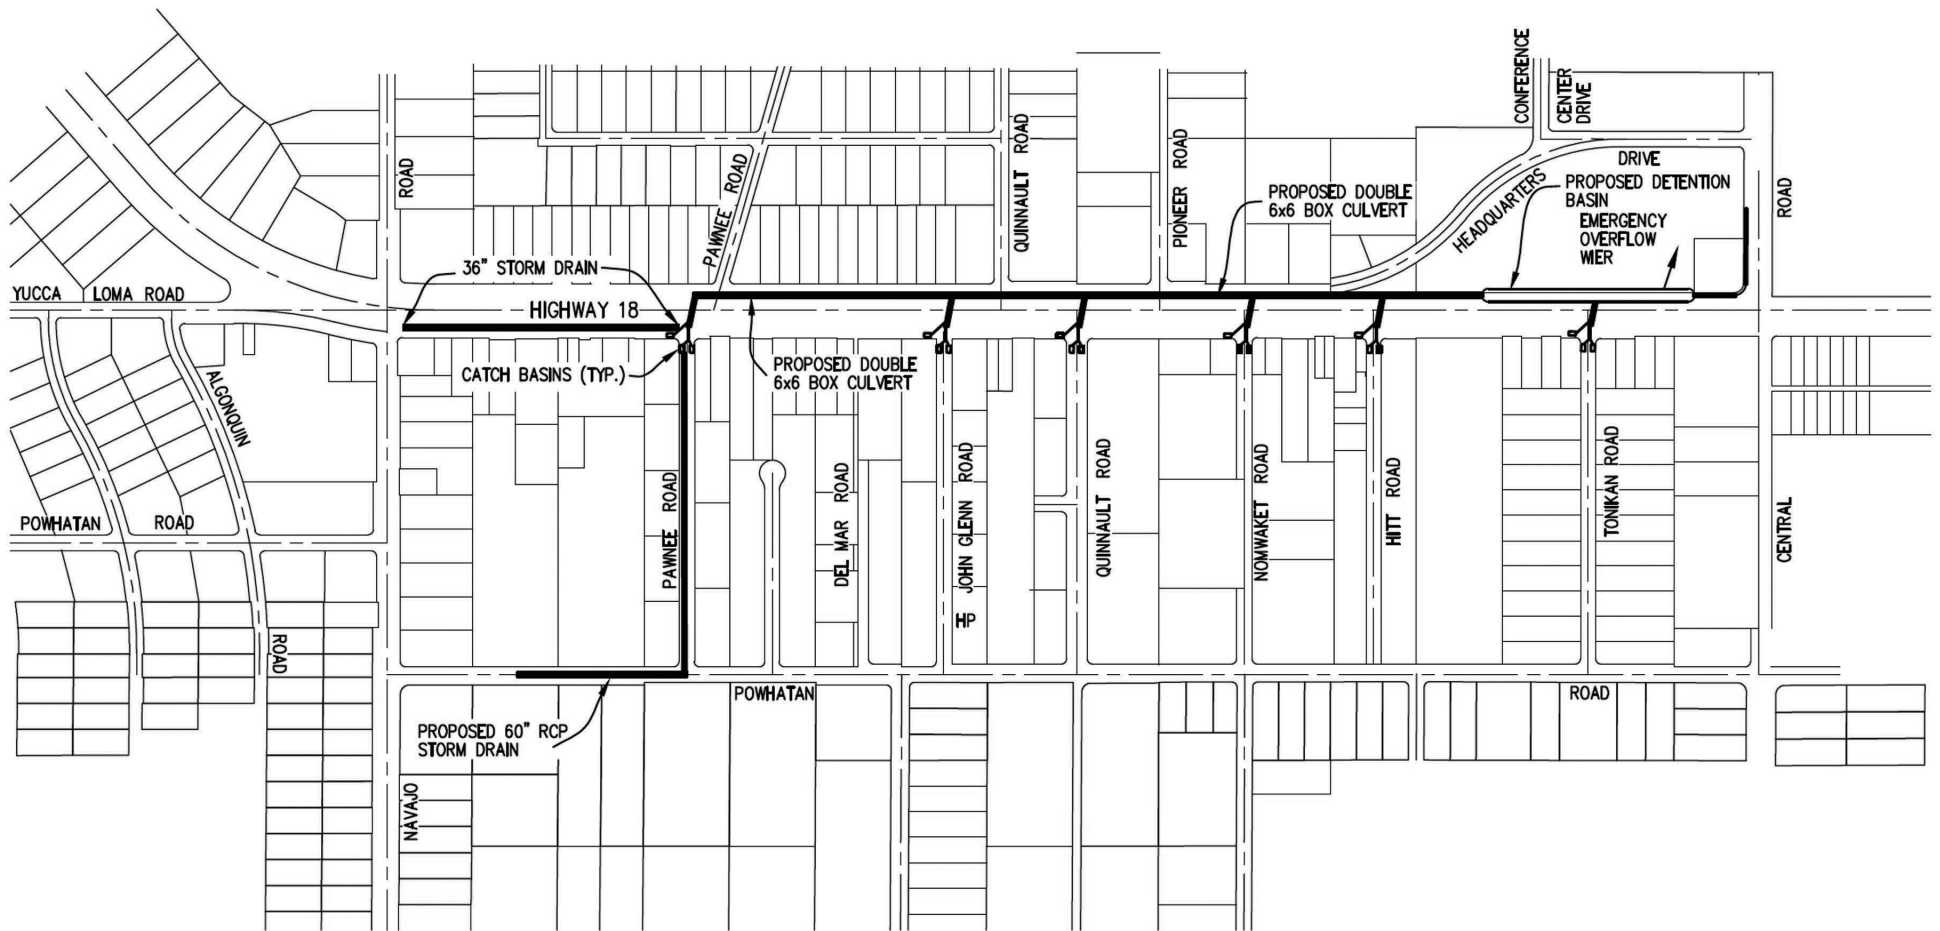 CONFERENCE
CENTER
DRIVE
ROAD
PAWNEE ROAD
QUINNAULT ROAD
PIONEER ROAD
PROPOSED DOUBLE
6x6 BOX CULVERT
HEADQUARTERS
DRIVE
PROPOSED DETENTION
BASIN
EMERGENCY
OVERFLOW
WIER
ROAD
YUCCA LOMA ROAD
36" STORM DRAIN
HIGHWAY 18
CATCH BASINS (TYP.)
PROPOSED DOUBLE
6x6 BOX CULVERT
ALGONQUIN
POWHATAN ROAD
PAWNEE ROAD
DEL MAR ROAD
JOHN GLENN ROAD
HP
QUINNAULT ROAD
NOMWAKET ROAD
HITT ROAD
TONIKAN ROAD
CENTRAL
ROAD
POWHATAN ROAD
PROPOSED 60" RCP
STORM DRAIN
NAVAJO